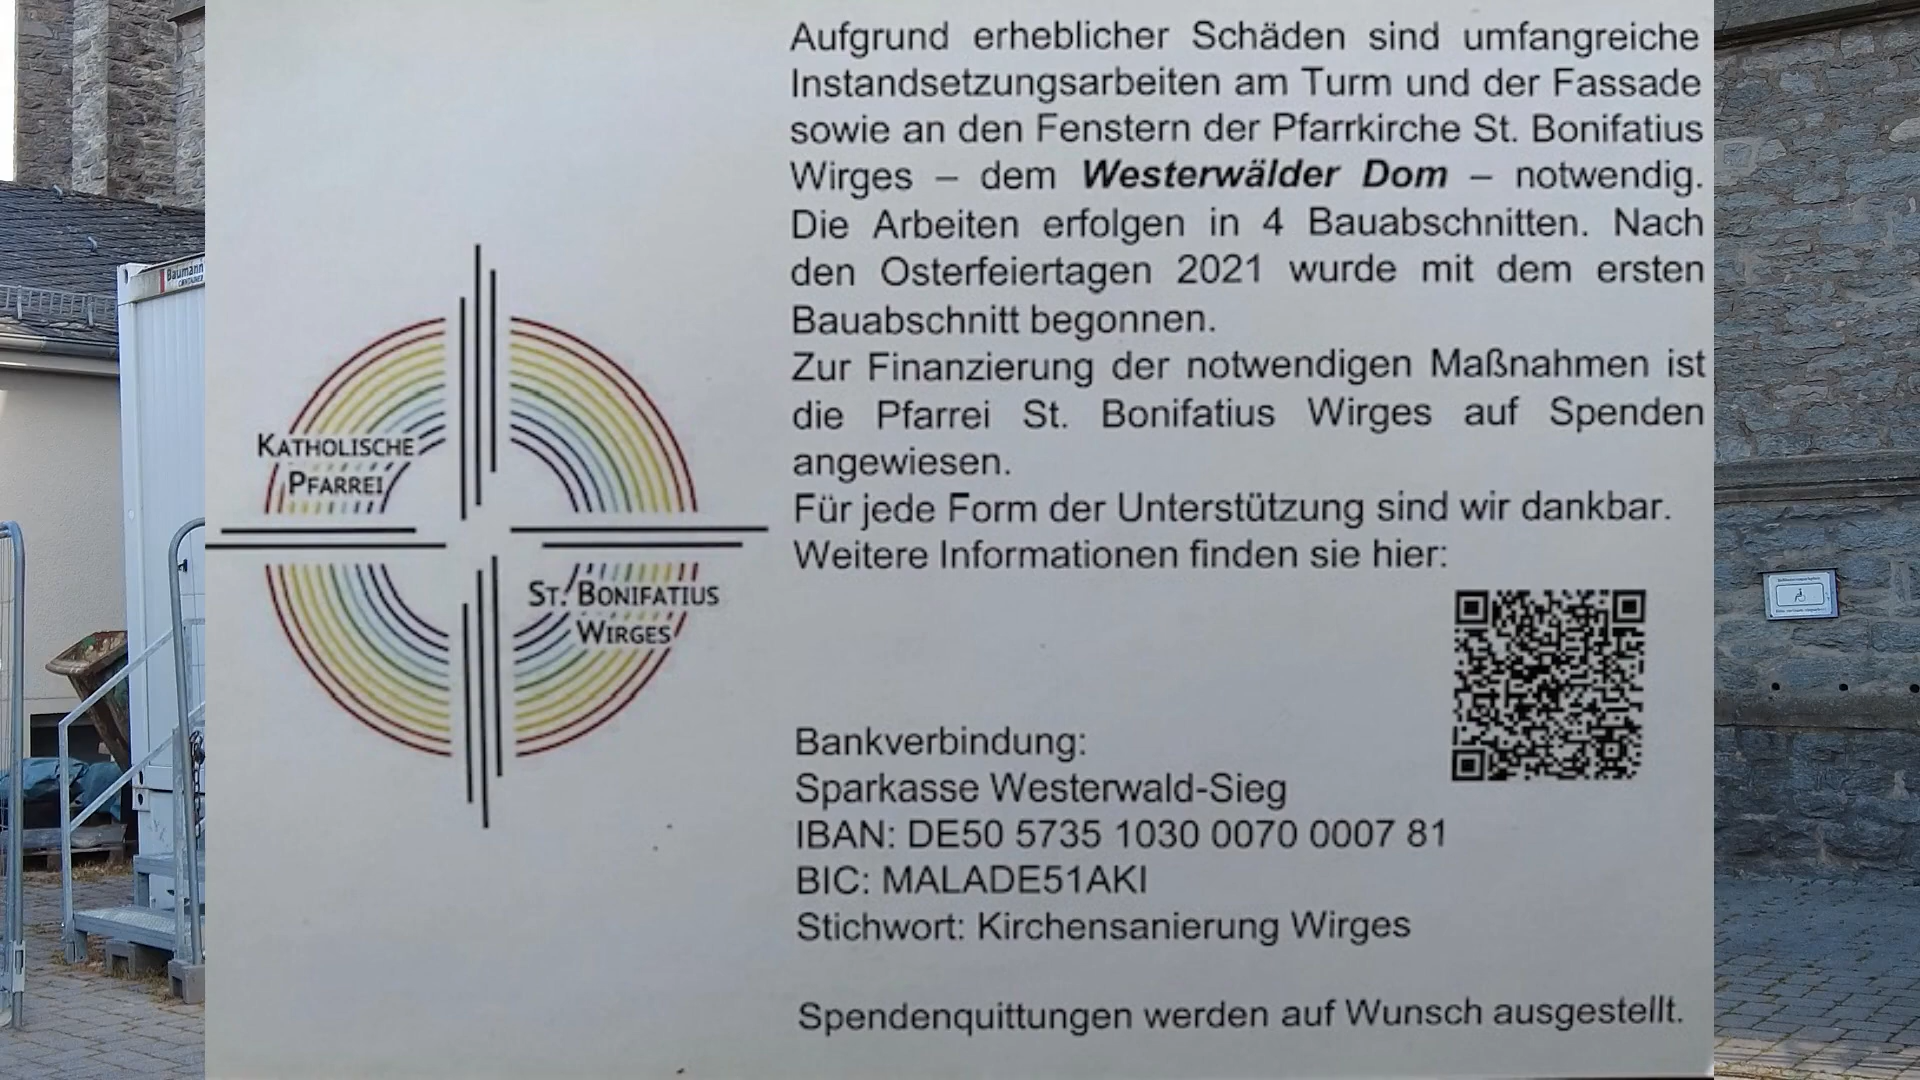 Aufgrund erheblicher Schäden sind umfangreiche
Instandsetzungsarbeiten am Turm und der Fassade
sowie an den Fenstern der Pfarrkirche St. Bonifatius
Wirges – dem Westerwälder Dom – notwendig.
Die Arbeiten erfolgen in 4 Bauabschnitten. Nach
den Osterfeiertagen 2021 wurde mit dem ersten
Bauabschnitt begonnen.
Zur Finanzierung der notwendigen Maßnahmen ist
die Pfarrei St. Bonifatius Wirges auf Spenden
angewiesen.
Für jede Form der Unterstützung sind wir dankbar.
Weitere Informationen finden sie hier:
Bankverbindung:
Sparkasse Westerwald-Sieg
IBAN: DE50 5735 1030 0070 0007 81
BIC: MALADE51AKI
Stichwort: Kirchensanierung Wirges
Spendenquittungen werden auf Wunsch ausgestellt.
KATHOLISCHE
PFARREI
ST. BONIFATIUS
WIRGES
Baumann